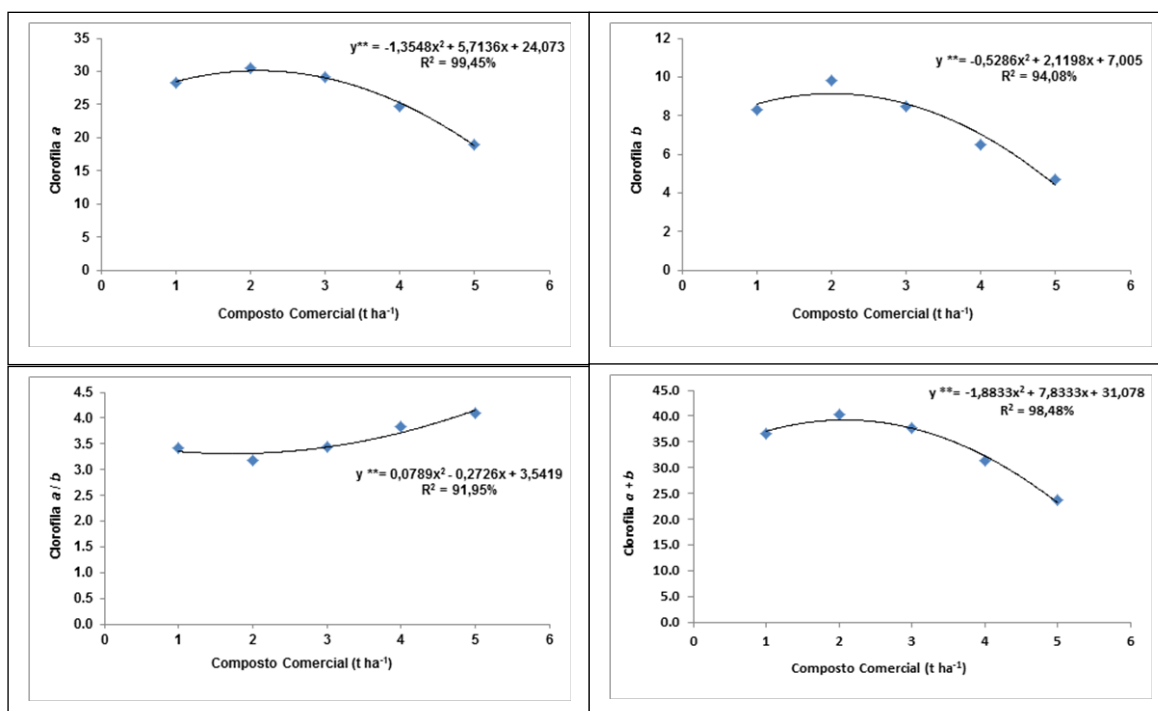 y** = -1,3548x² + 5,7136x + 24,073
R² = 99,45%
Clorofila a
35
30
25
20
15
10
5
0
0 1 2 3 4 5 6
Composto Comercial (t ha⁻¹)
y **= -0,5286x² + 2,1198x + 7,005
R² = 94,08%
Clorofila b
12
10
8
6
4
2
0
0 1 2 3 4 5 6
Composto Comercial (t ha⁻¹)
y **= 0,0789x² - 0,2726x + 3,5419
R² = 91,95%
Clorofila a / b
4.5
4.0
3.5
3.0
2.5
2.0
1.5
1.0
0.5
0.0
0 1 2 3 4 5 6
Composto Comercial (t ha⁻¹)
y **= -1,8833x² + 7,8333x + 31,078
R² = 98,48%
Clorofila a + b
45.0
40.0
35.0
30.0
25.0
20.0
15.0
10.0
5.0
0.0
0 1 2 3 4 5 6
Composto Comercial (t ha⁻¹)